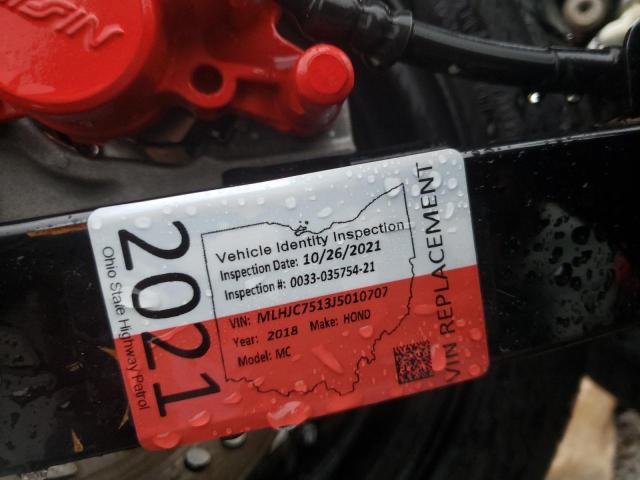 NISSIN
2021
Ohio State Highway Patrol
Vehicle Identity Inspection
Inspection Date: 10/26/2021
Inspection #: 0033-035754-21
VIN: MLHJC7513J5010707
Year: 2018 Make: HOND
Model: MC
VIN REPLACEMENT